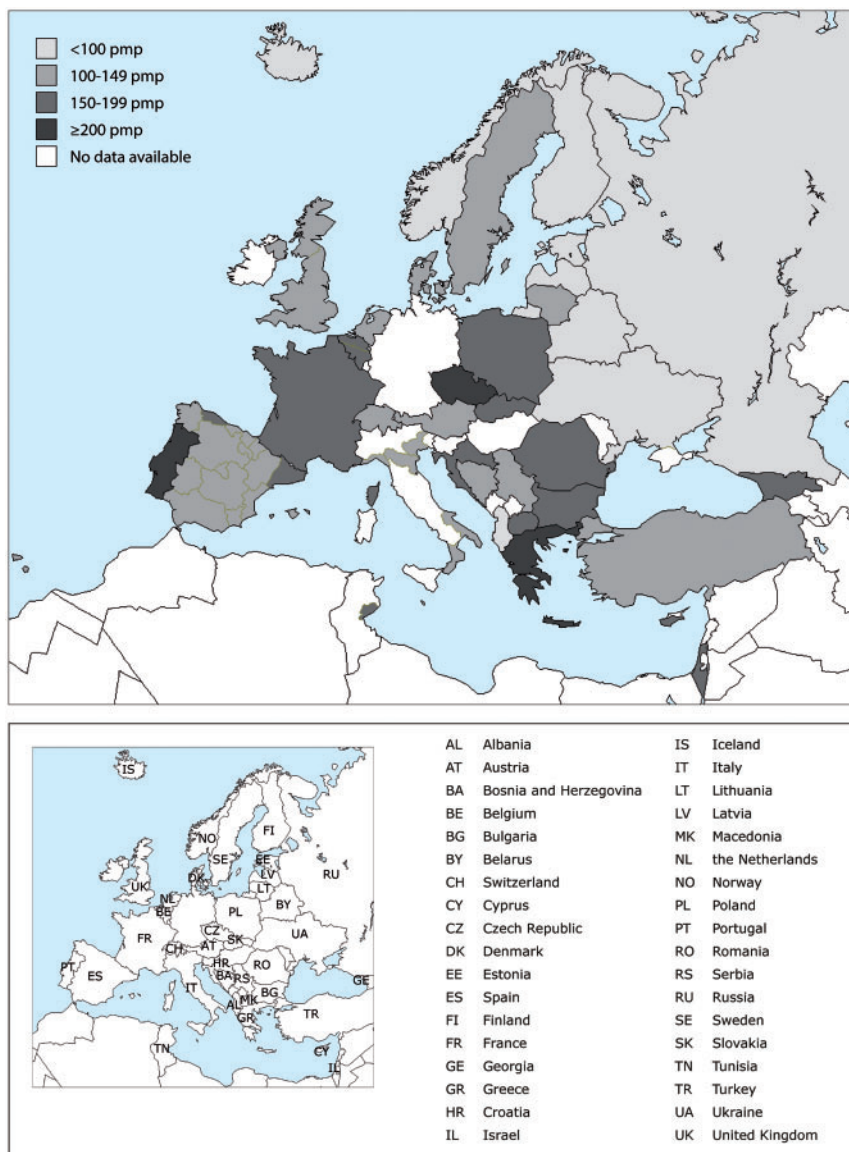 <100 pmp
100-149 pmp
150-199 pmp
≥200 pmp
No data available
IS
NO
FI
SE
EE
RU
DK
LV
LT
UK
NL
BE
BY
PL
CZ
UA
FR
SK
CH
AT
HR
RO
BA
RS
PT
ES
IT
BG
GE
AL
MK
GR
TR
TN
CY
IL
AL Albania
AT Austria
BA Bosnia and Herzegovina
BE Belgium
BG Bulgaria
BY Belarus
CH Switzerland
CY Cyprus
CZ Czech Republic
DK Denmark
EE Estonia
ES Spain
FI Finland
FR France
GE Georgia
GR Greece
HR Croatia
IL Israel
IS Iceland
IT Italy
LT Lithuania
LV Latvia
MK Macedonia
NL the Netherlands
NO Norway
PL Poland
PT Portugal
RO Romania
RS Serbia
RU Russia
SE Sweden
SK Slovakia
TN Tunisia
TR Turkey
UA Ukraine
UK United Kingdom